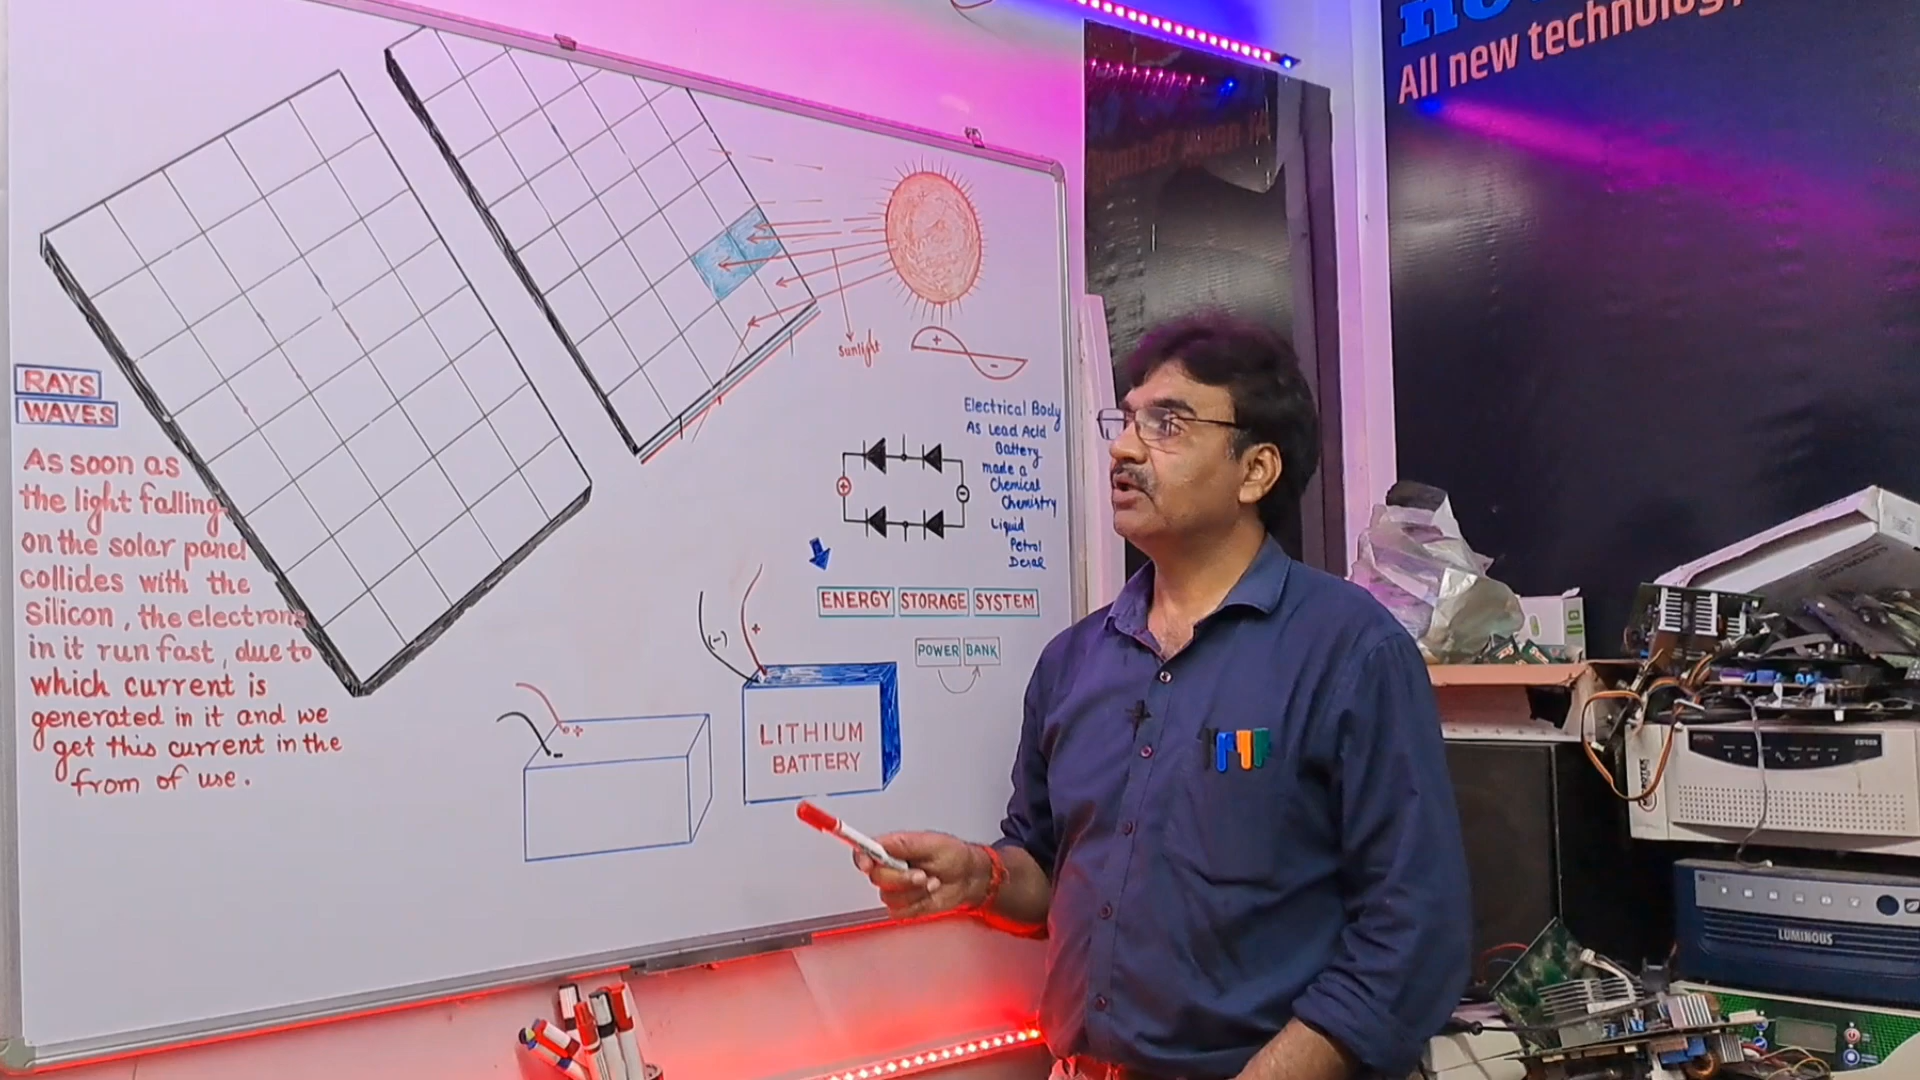 All new technology
RAYS
WAVES
As soon as
the light falling
on the solar panel
collides with the
silicon, the electrons
in it run fast, due to
which current is
generated in it and we
get this current in the
from of use.
sunlight
+
-
Electrical Body
As Lead Acid
Battery
made a
Chemical
Chemistry
Liquid
Petrol
Desal
+
-
ENERGY STORAGE SYSTEM
POWER BANK
(-)
+
LITHIUM
BATTERY
+
-
LUMINOUS